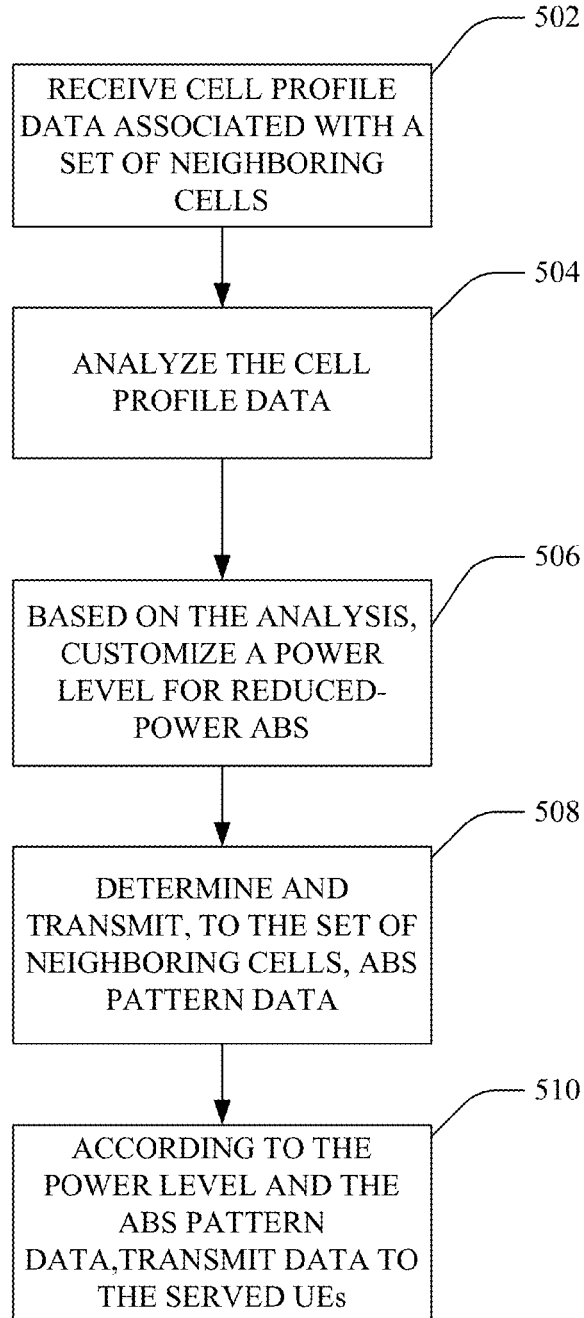 502
RECEIVE CELL PROFILE
DATA ASSOCIATED WITH A
SET OF NEIGHBORING
CELLS
504
ANALYZE THE CELL
PROFILE DATA
506
BASED ON THE ANALYSIS,
CUSTOMIZE A POWER
LEVEL FOR REDUCED-
POWER ABS
508
DETERMINE AND
TRANSMIT, TO THE SET OF
NEIGHBORING CELLS, ABS
PATTERN DATA
510
ACCORDING TO THE
POWER LEVEL AND THE
ABS PATTERN
DATA,TRANSMIT DATA TO
THE SERVED UEs